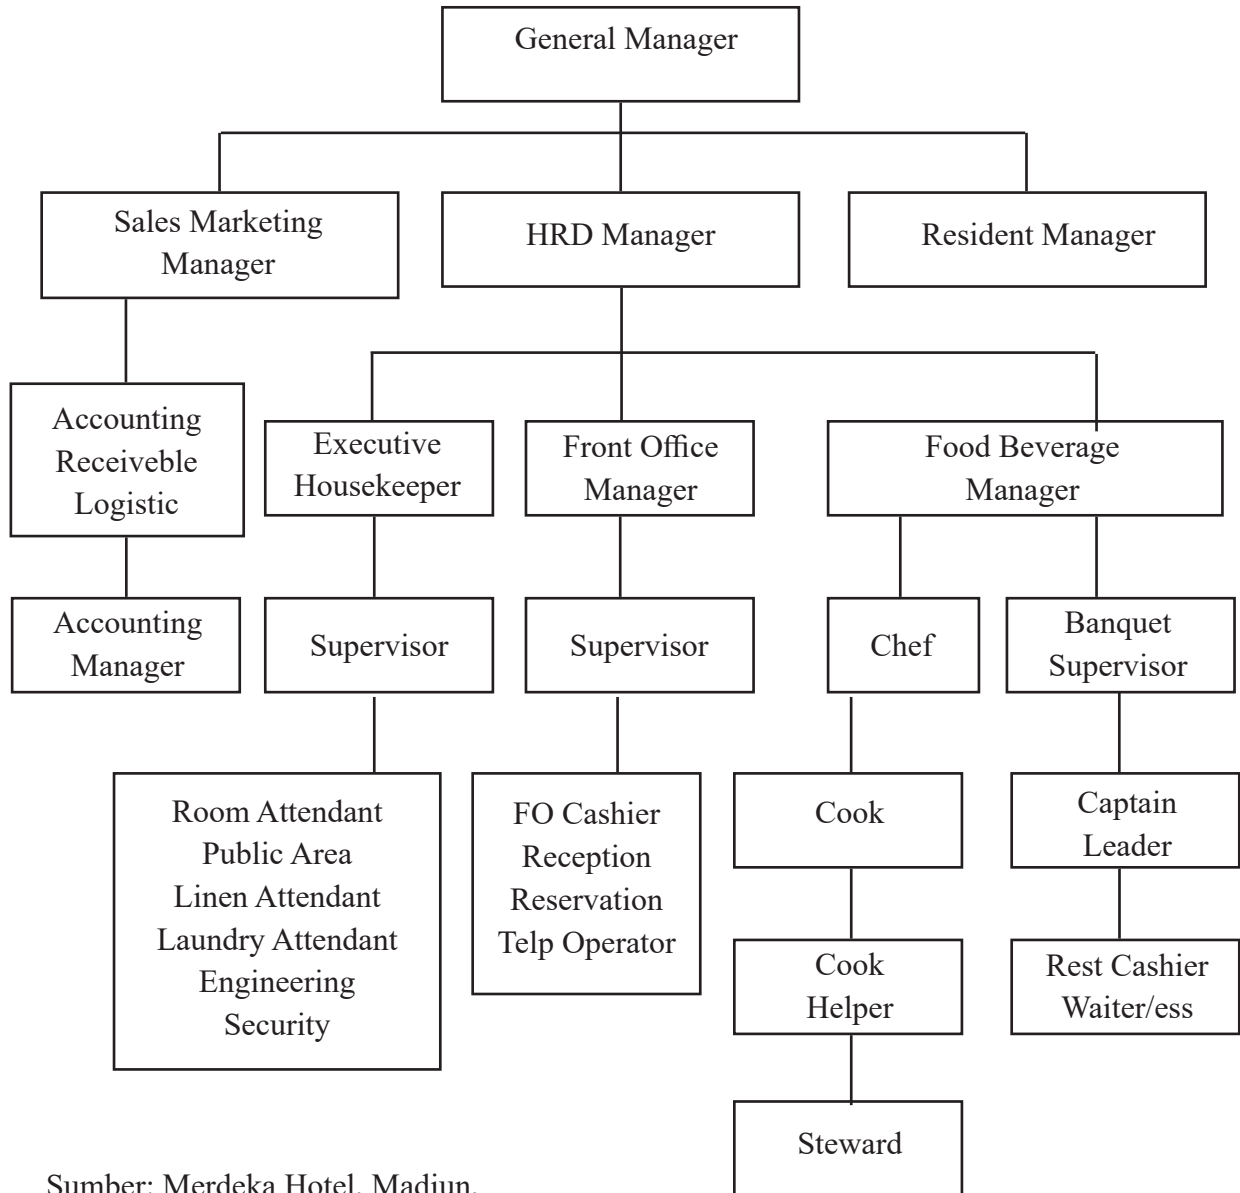 General Manager
Sales Marketing
Manager
HRD Manager
Resident Manager
Accounting
Receiveble
Logistic
Executive
Housekeeper
Front Office
Manager
Food Beverage
Manager
Accounting
Manager
Supervisor
Supervisor
Chef
Banquet
Supervisor
Room Attendant
Public Area
Linen Attendant
Laundry Attendant
Engineering
Security
FO Cashier
Reception
Reservation
Telp Operator
Cook
Captain
Leader
Cook
Helper
Rest Cashier
Waiter/ess
Steward
Sumber: Merdeka Hotel, Madiun.